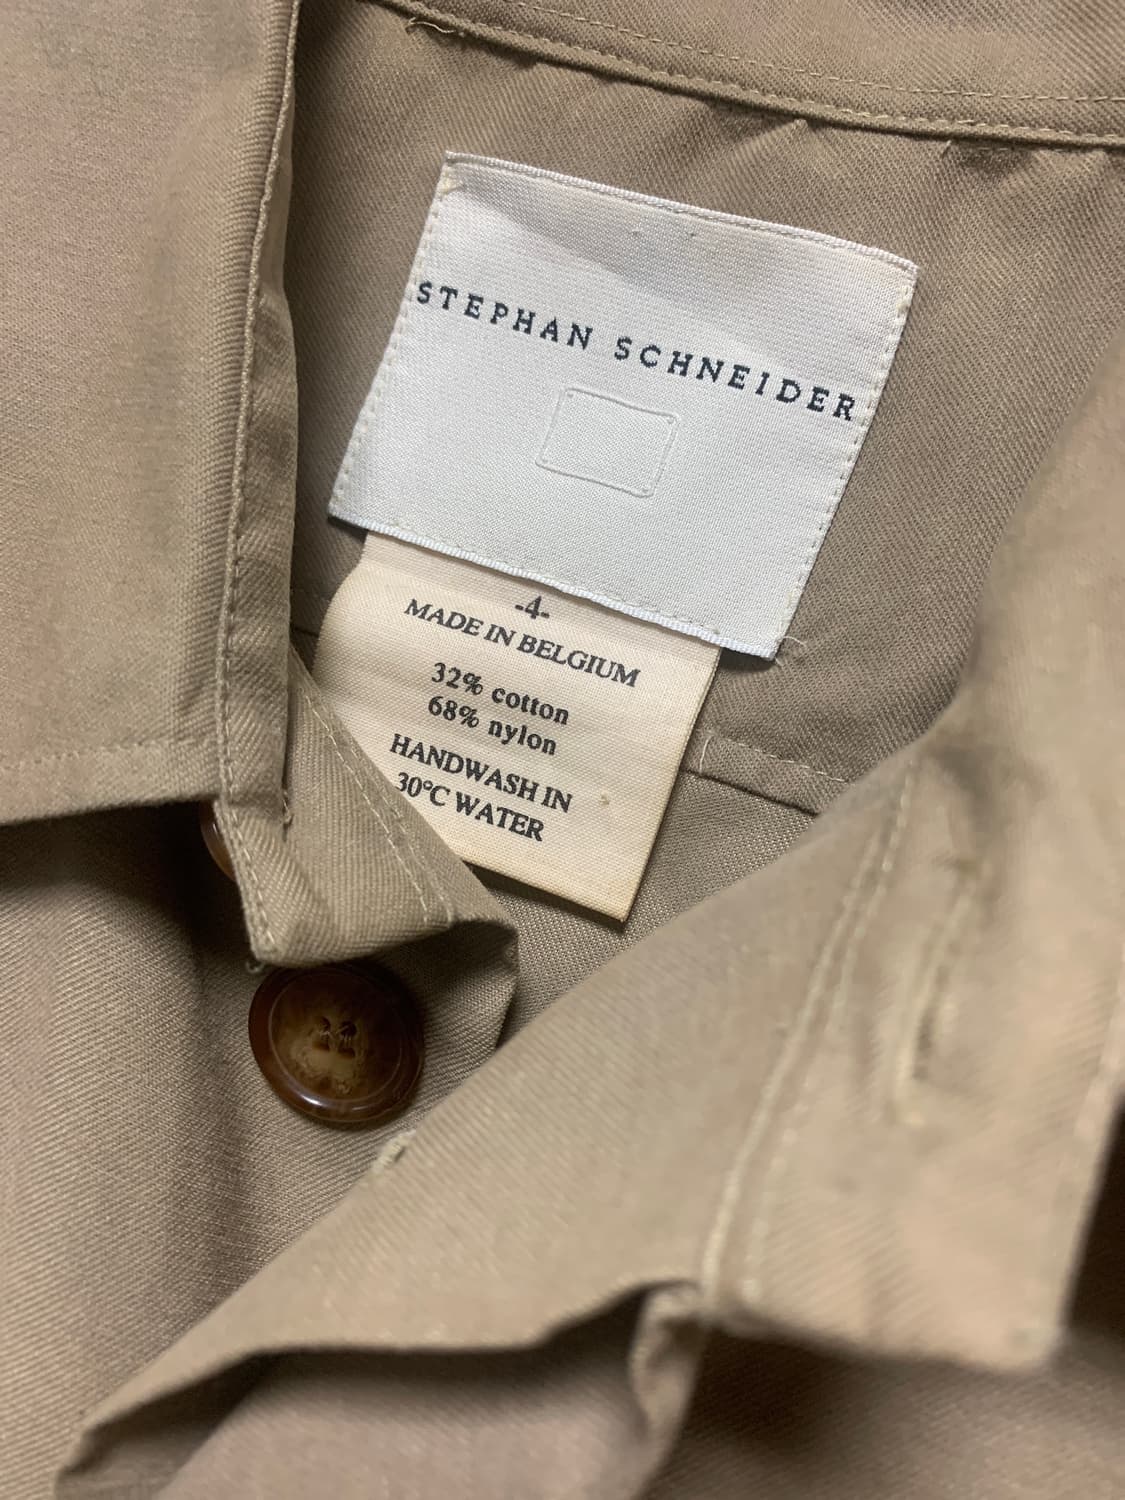 STEPHAN SCHNEIDER
-4-
MADE IN BELGIUM
32% cotton
68% nylon
HANDWASH IN
30°C WATER